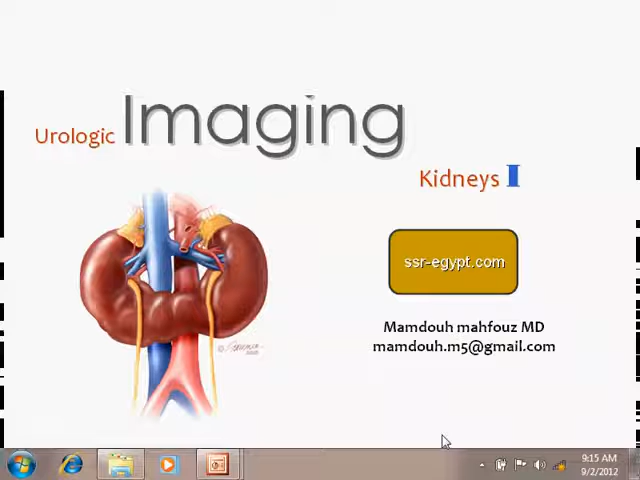 Urologic Imaging
Kidneys I
ssr-egypt.com
Mamdouh mahfouz MD
mamdouh.m5@gmail.com
9:15 AM
9/2/2012